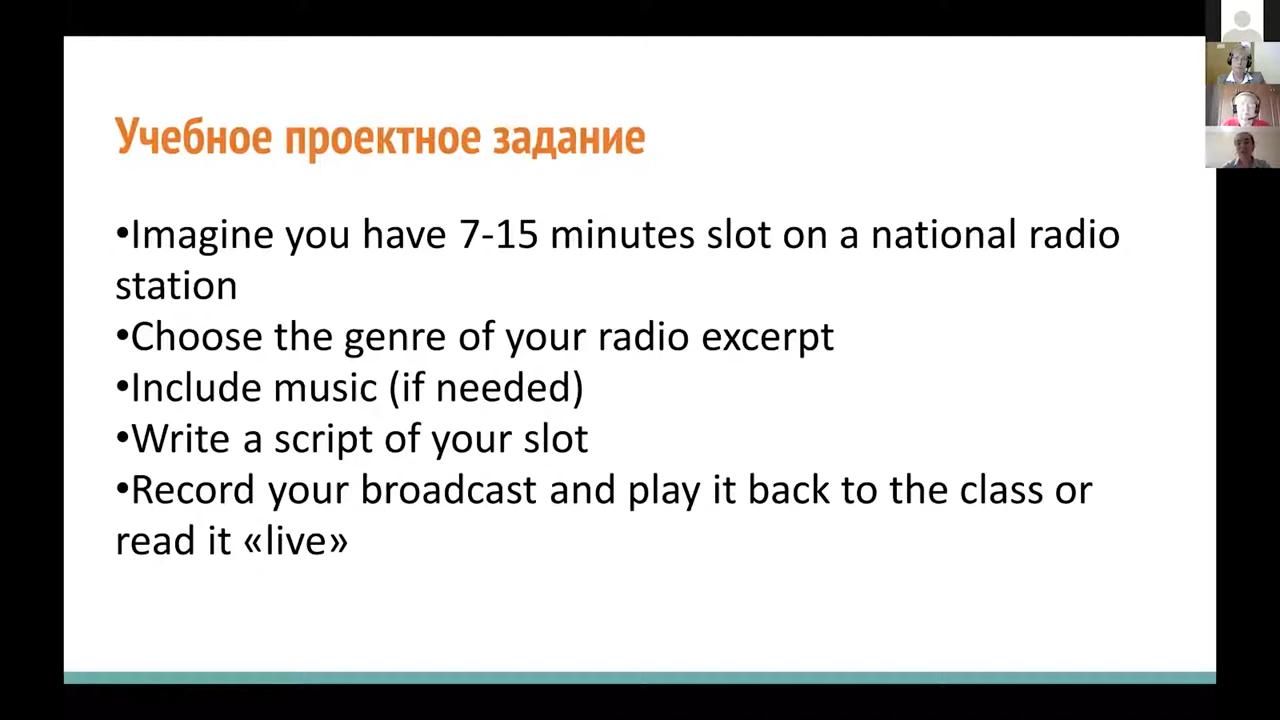 Учебное проектное задание
•Imagine you have 7-15 minutes slot on a national radio
station
•Choose the genre of your radio excerpt
•Include music (if needed)
•Write a script of your slot
•Record your broadcast and play it back to the class or
read it «live»